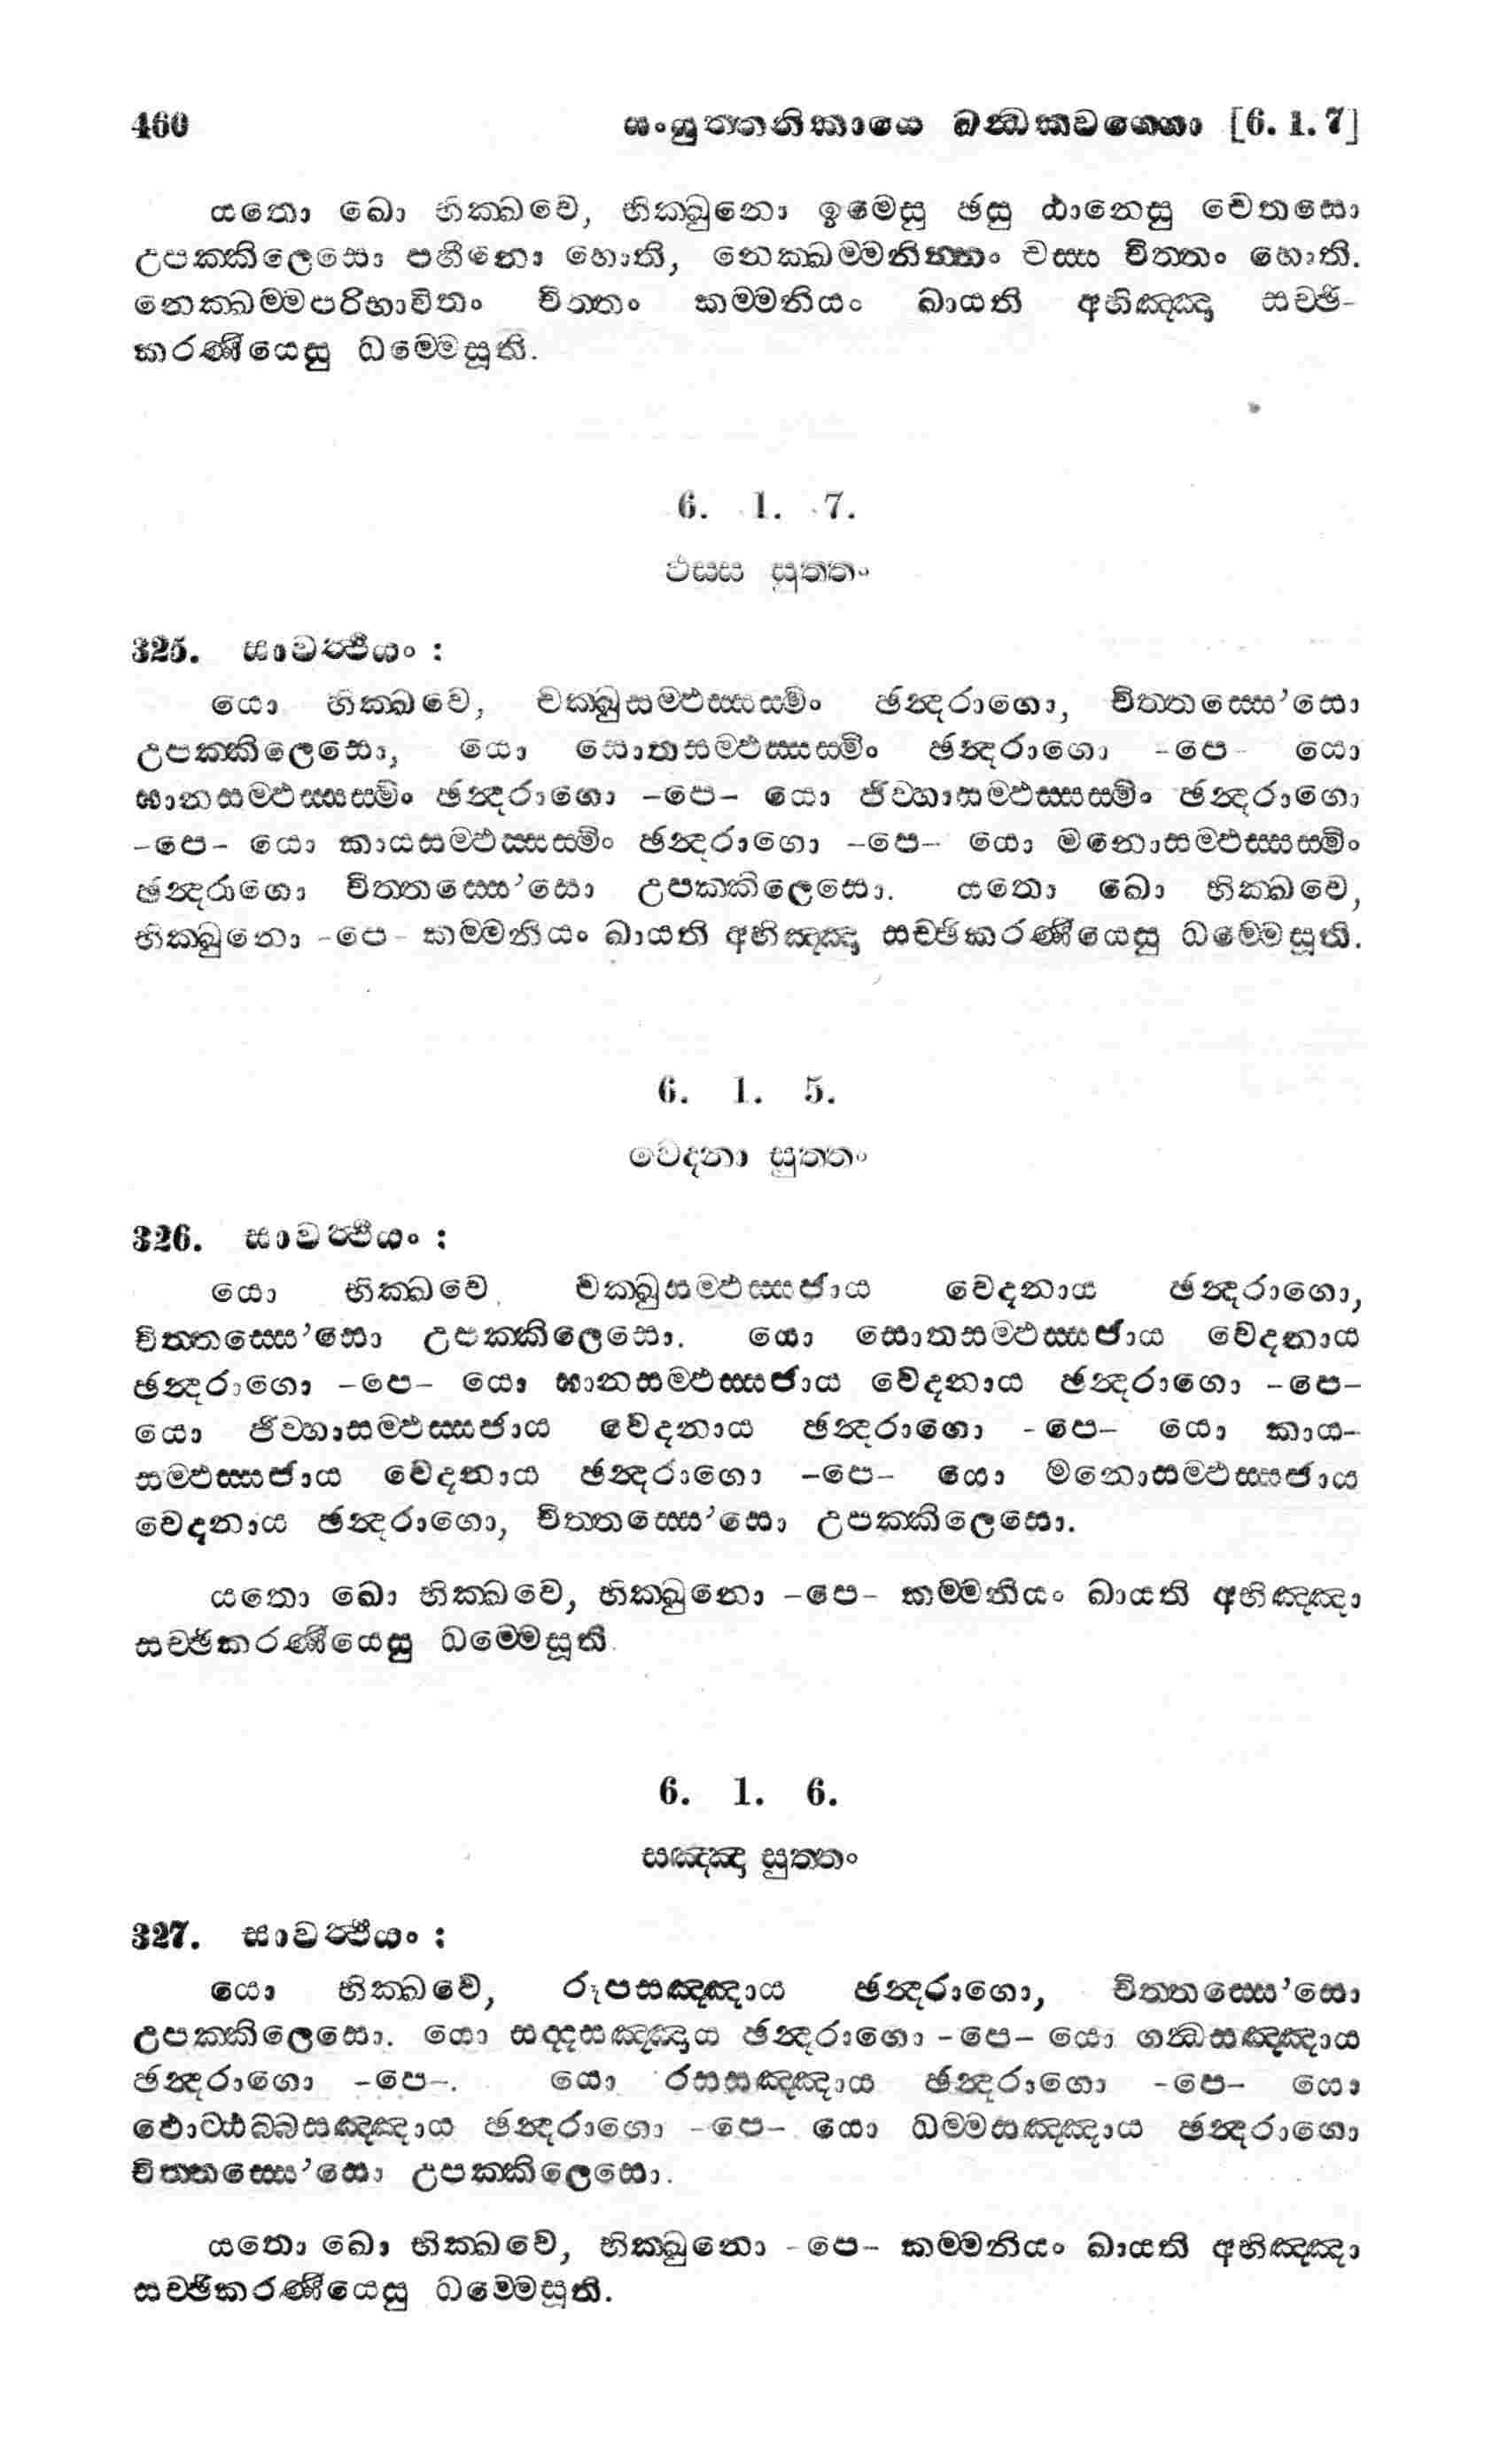 460 සංයුත්තනිකායෙ ඛන්ධකවග්ගො [6. 1. 7]
යතො ඛො භික්ඛවෙ, භික්ඛුනො ඉමෙසු ඡසු ඨානෙසු චෙතසො
උපක්කිලෙසො පහීනො හොති, නෙක්ඛම්මනින්නං චස්ස චිත්තං හොති.
නෙක්ඛම්මපරිභාවිතං චිත්තං කම්මනියං ඛායති අභිඤ්ඤා සච්ඡි-
කරණීයෙසු ධම්මෙසූති.
6. 1. 7.
ඵස්ස සුත්තං
325. සාවත්ථියං :
යො භික්ඛවෙ, චක්ඛුසම්ඵස්සස්මිං ඡන්දරාගො, චිත්තස්සෙ’සො
උපක්කිලෙසො, යො සොතසම්ඵස්සස්මිං ඡන්දරාගො -පෙ- යො
ඝානසම්ඵස්සස්මිං ඡන්දරාගො -පෙ- යො ජිව්හාසම්ඵස්සස්මිං ඡන්දරාගො
-පෙ- යො කායසම්ඵස්සස්මිං ඡන්දරාගො -පෙ- යො මනොසම්ඵස්සස්මිං
ඡන්දරාගො චිත්තස්සෙ’සො උපක්කිලෙසො. යතො ඛො භික්ඛවෙ,
භික්ඛුනො -පෙ- කම්මනියං ඛායති අභිඤ්ඤා සච්ඡිකරණීයෙසු ධම්මෙසූති.
6. 1. 5.
වෙදනා සුත්තං
326. සාවත්ථියං :
යො භික්ඛවෙ, චක්ඛුසම්ඵස්සජාය වෙදනාය ඡන්දරාගො,
චිත්තස්සෙ’සො උපක්කිලෙසො. යො සොතසම්ඵස්සජාය වෙදනාය
ඡන්දරාගො -පෙ- යො ඝානසම්ඵස්සජාය වෙදනාය ඡන්දරාගො -පෙ-
යො ජිව්හාසම්ඵස්සජාය වෙදනාය ඡන්දරාගො -පෙ- යො කාය-
සම්ඵස්සජාය වෙදනාය ඡන්දරාගො -පෙ- යො මනොසම්ඵස්සජාය
වෙදනාය ඡන්දරාගො, චිත්තස්සෙ’සො උපක්කිලෙසො.
යතො ඛො භික්ඛවෙ, භික්ඛුනො -පෙ- කම්මනියං ඛායති අභිඤ්ඤා
සච්ඡිකරණීයෙසු ධම්මෙසූති.
6. 1. 6.
සඤ්ඤා සුත්තං
327. සාවත්ථියං :
යො භික්ඛවෙ, රූපසඤ්ඤාය ඡන්දරාගො, චිත්තස්සෙ’සො
උපක්කිලෙසො. යො සද්දසඤ්ඤාය ඡන්දරාගො -පෙ- යො ගන්ධසඤ්ඤාය
ඡන්දරාගො -පෙ-. යො රසසඤ්ඤාය ඡන්දරාගො -පෙ- යො
ඵොට්ඨබ්බසඤ්ඤාය ඡන්දරාගො -පෙ- යො ධම්මසඤ්ඤාය ඡන්දරාගො
චිත්තස්සෙ’සො උපක්කිලෙසො.
යතො ඛො භික්ඛවෙ, භික්ඛුනො -පෙ- කම්මනියං ඛායති අභිඤ්ඤා
සච්ඡිකරණීයෙසු ධම්මෙසූති.